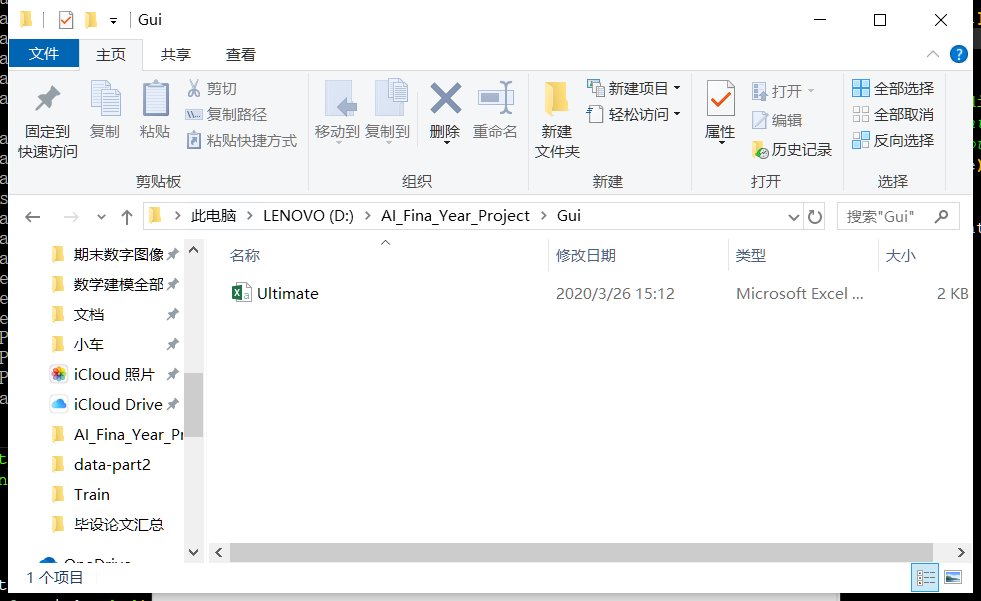 Gui
文件 主页 共享 查看
固定到
快速访问
复制
粘贴
剪切
复制路径
粘贴快捷方式
剪贴板
移动到 复制到 删除 重命名
组织
新建
文件夹
新建项目
轻松访问
新建
属性
打开
编辑
历史记录
打开
全部选择
全部取消
反向选择
选择
此电脑 > LENOVO (D:) > AI_Fina_Year_Project > Gui
搜索"Gui"
期末数字图像
数学建模全部
文档
小车
iCloud 照片
iCloud Drive
AI_Fina_Year_Pr
data-part2
Train
毕设论文汇总
OneDrive
名称 修改日期 类型 大小
Ultimate 2020/3/26 15:12 Microsoft Excel ... 2 KB
1 个项目